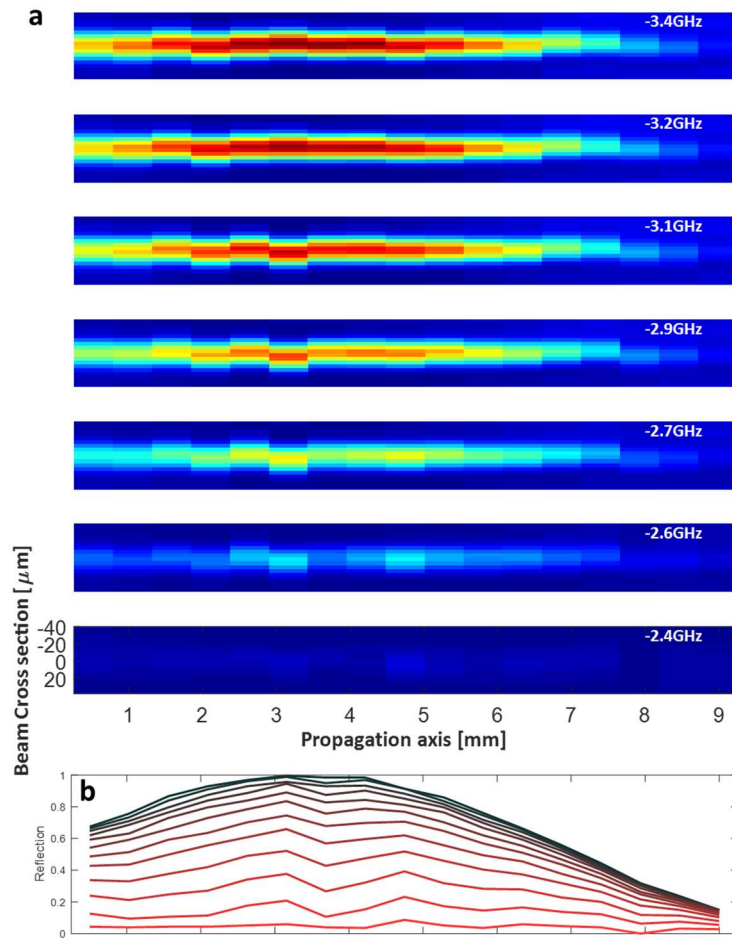 a
-3.4GHz
-3.2GHz
-3.1GHz
-2.9GHz
-2.7GHz
-2.6GHz
-2.4GHz
Beam Cross section [μm]
-40
-20
0
20
1 2 3 4 5 6 7 8 9
Propagation axis [mm]
b
Reflection
1
0.8
0.6
0.4
0.2
0